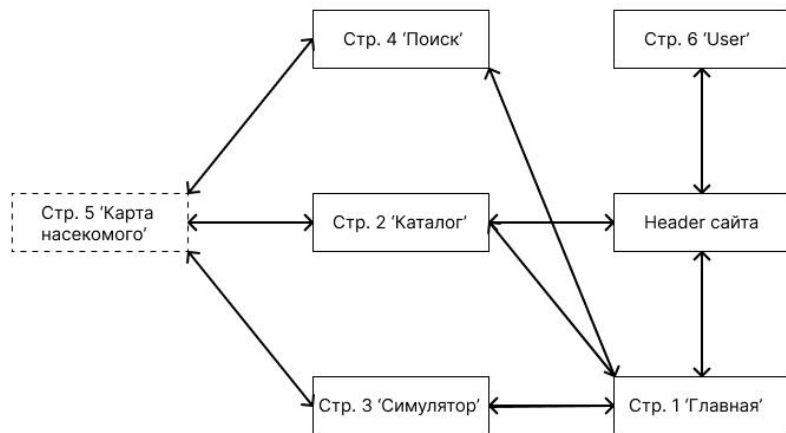 Стр. 4 ‘Поиск’
Стр. 6 ‘User’
Стр. 5 ‘Карта
насекомого’
Стр. 2 ‘Каталог’
Header сайта
Стр. 3 ‘Симулятор’
Стр. 1 ‘Главная’